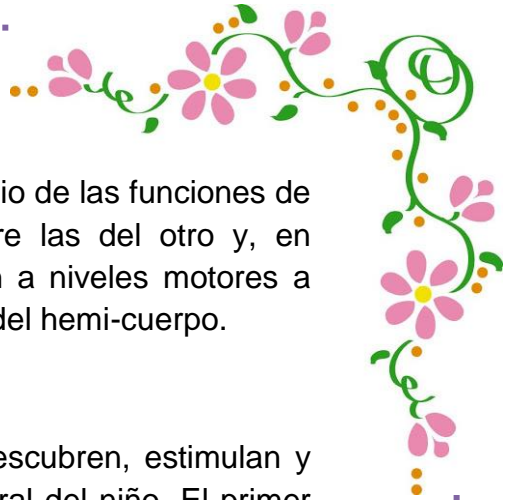 io de las funciones de
re las del otro y, en
a niveles motores a
del hemi-cuerpo.
escubren, estimulan y
ral del niño. El primer